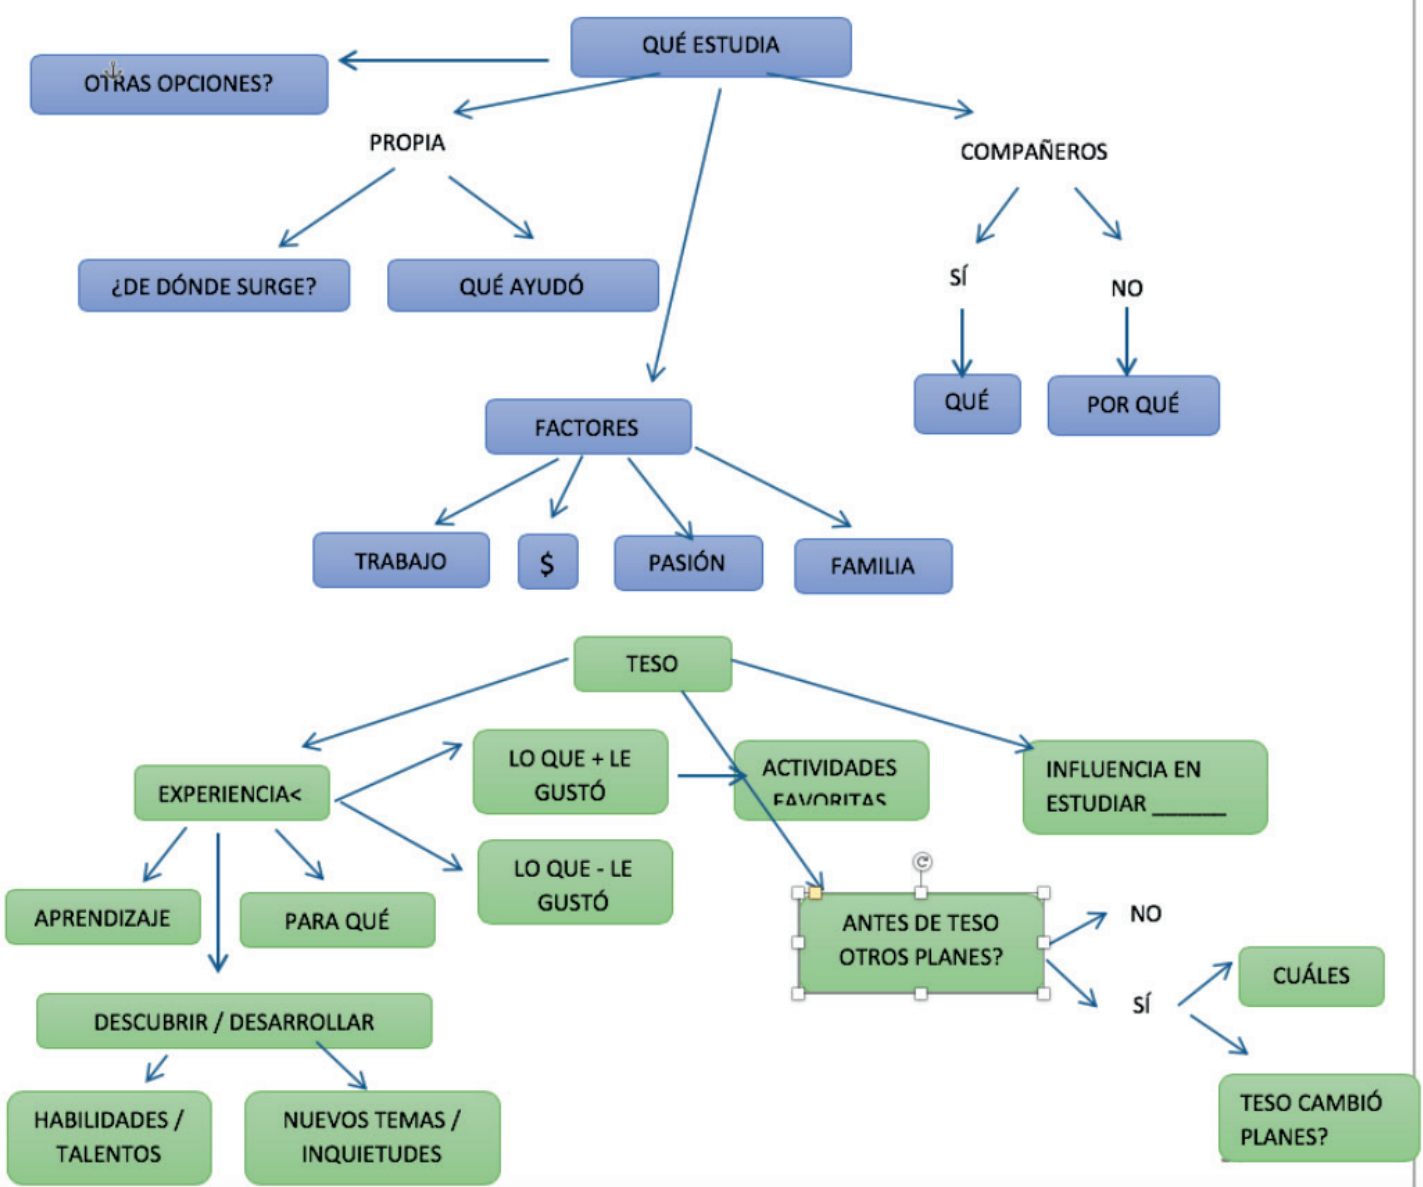 QUÉ ESTUDIA
OTRAS OPCIONES?
PROPIA
COMPAÑEROS
¿DE DÓNDE SURGE?
QUÉ AYUDÓ
SÍ
NO
QUÉ
POR QUÉ
FACTORES
TRABAJO
$
PASIÓN
FAMILIA
TESO
EXPERIENCIA<
LO QUE + LE
GUSTÓ
ACTIVIDADES
FAVORITAS
INFLUENCIA EN
ESTUDIAR ______
LO QUE - LE
GUSTÓ
APRENDIZAJE
PARA QUÉ
ANTES DE TESO
OTROS PLANES?
NO
SÍ
CUÁLES
DESCUBRIR / DESARROLLAR
HABILIDADES /
TALENTOS
NUEVOS TEMAS /
INQUIETUDES
TESO CAMBIÓ
PLANES?